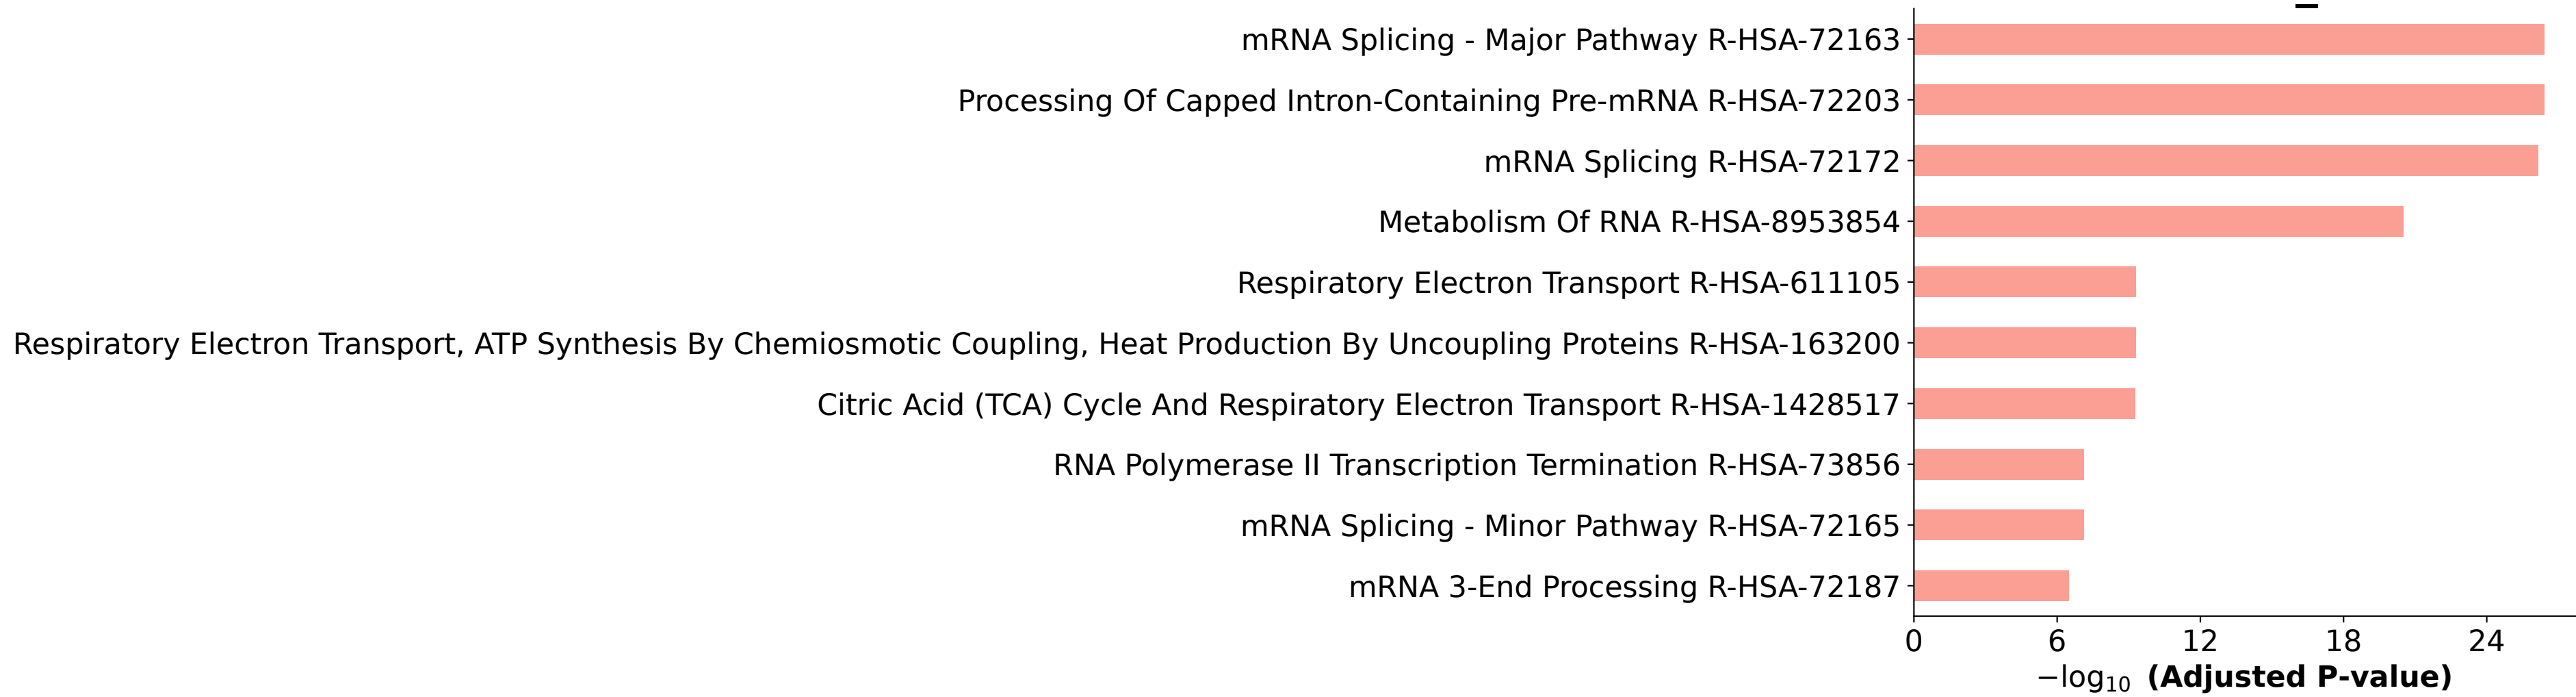 mRNA Splicing - Major Pathway R-HSA-72163
Processing Of Capped Intron-Containing Pre-mRNA R-HSA-72203
mRNA Splicing R-HSA-72172
Metabolism Of RNA R-HSA-8953854
Respiratory Electron Transport R-HSA-611105
Respiratory Electron Transport, ATP Synthesis By Chemiosmotic Coupling, Heat Production By Uncoupling Proteins R-HSA-163200
Citric Acid (TCA) Cycle And Respiratory Electron Transport R-HSA-1428517
RNA Polymerase II Transcription Termination R-HSA-73856
mRNA Splicing - Minor Pathway R-HSA-72165
mRNA 3-End Processing R-HSA-72187
0 6 12 18 24
−log₁₀ (Adjusted P-value)